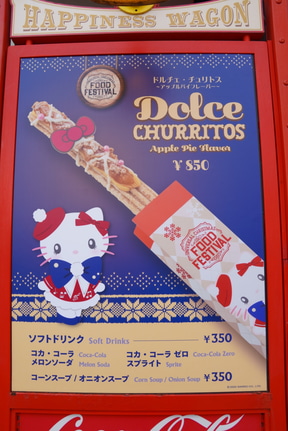 HAPPINESS WAGON
FOOD
FESTIVAL
ドルチェ・チュリトス
～アップルパイフレーバー～
Dolce
CHURRITOS
Apple Pie Flavor
¥850
FOOD
FESTIVAL
ソフトドリンク Soft Drinks ¥350
コカ・コーラ Coca-Cola コカ・コーラ ゼロ Coca-Cola Zero
メロンソーダ Melon Soda スプライト Sprite
コーンスープ / オニオンスープ Corn Soup / Onion Soup ¥350
Coca-Cola